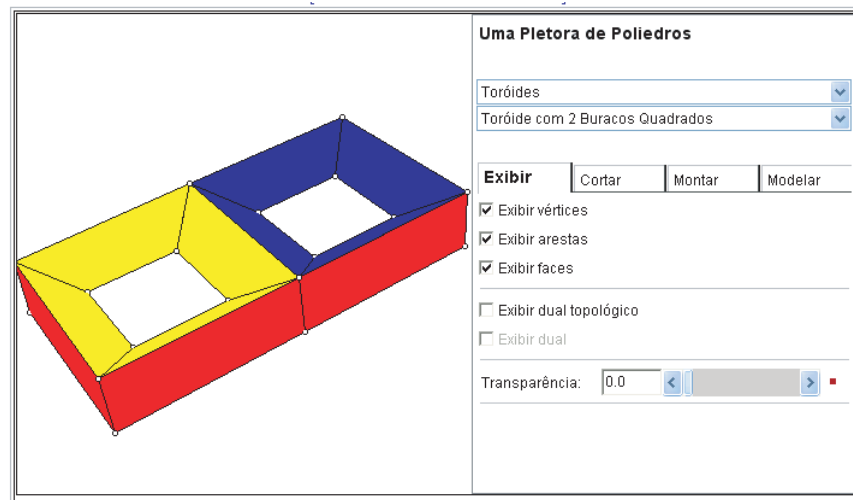 Uma Pletora de Poliedros
Toróides
Toróide com 2 Buracos Quadrados
Exibir Cortar Montar Modelar
Exibir vértices
Exibir arestas
Exibir faces
Exibir dual topológico
Exibir dual
Transparência: 0.0